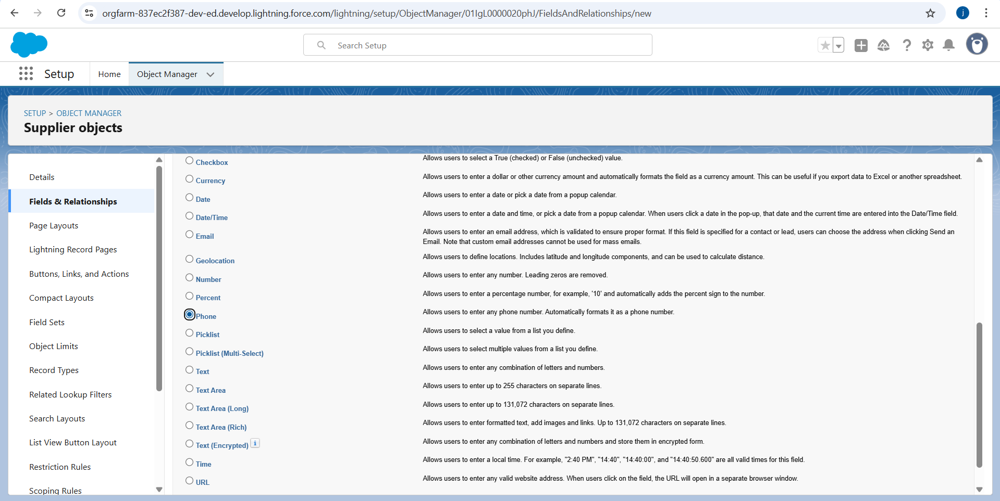 orgfarm-837ec2f387-dev-ed.develop.lightning.force.com/lightning/setup/ObjectManager/01IgL0000020phJ/FieldsAndRelationships/new
j
Search Setup
Setup
Home
Object Manager
SETUP > OBJECT MANAGER
Supplier objects
Details
Fields & Relationships
Page Layouts
Lightning Record Pages
Buttons, Links, and Actions
Compact Layouts
Field Sets
Object Limits
Record Types
Related Lookup Filters
Search Layouts
List View Button Layout
Restriction Rules
Scoping Rules
Checkbox Allows users to select a True (checked) or False (unchecked) value.
Currency Allows users to enter a dollar or other currency amount and automatically formats the field as a currency amount. This can be useful if you export data to Excel or another spreadsheet.
Date Allows users to enter a date or pick a date from a popup calendar.
Date/Time Allows users to enter a date and time, or pick a date from a popup calendar. When users click a date in the pop-up, that date and the current time are entered into the Date/Time field.
Email Allows users to enter an email address, which is validated to ensure proper format. If this field is specified for a contact or lead, users can choose the address when clicking Send an
Email. Note that custom email addresses cannot be used for mass emails.
Geolocation Allows users to define locations. Includes latitude and longitude components, and can be used to calculate distance.
Number Allows users to enter any number. Leading zeros are removed.
Percent Allows users to enter a percentage number, for example, '10' and automatically adds the percent sign to the number.
Phone Allows users to enter any phone number. Automatically formats it as a phone number.
Picklist Allows users to select a value from a list you define.
Picklist (Multi-Select) Allows users to select multiple values from a list you define.
Text Allows users to enter any combination of letters and numbers.
Text Area Allows users to enter up to 255 characters on separate lines.
Text Area (Long) Allows users to enter up to 131,072 characters on separate lines.
Text Area (Rich) Allows users to enter formatted text, add images and links. Up to 131,072 characters on separate lines.
Text (Encrypted) i Allows users to enter any combination of letters and numbers and store them in encrypted form.
Time Allows users to enter a local time. For example, "2:40 PM", "14:40", "14:40:00", and "14:40:50.600" are all valid times for this field.
URL Allows users to enter any valid website address. When users click on the field, the URL will open in a separate browser window.